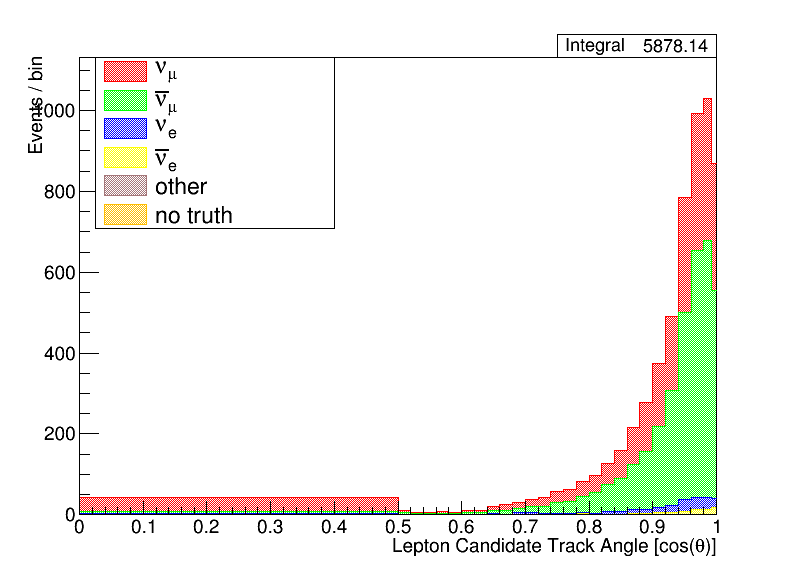 Integral 5878.14
Events / bin
ν μ
ν̅ μ
ν e
ν̅ e
other
no truth
1000
800
600
400
200
0
0 0.1 0.2 0.3 0.4 0.5 0.6 0.7 0.8 0.9 1
Lepton Candidate Track Angle [cos(θ)]